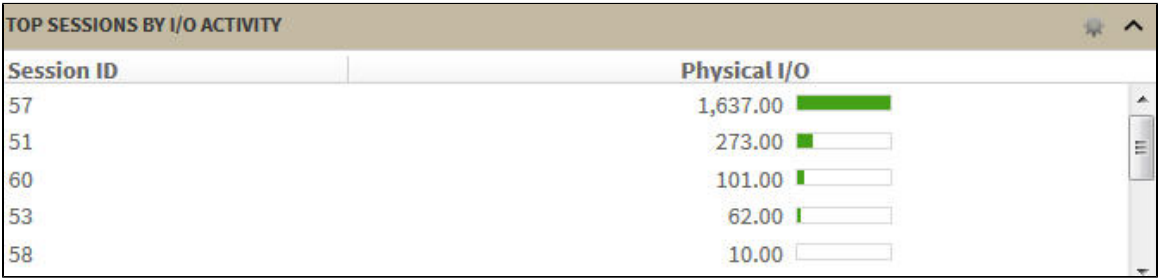 TOP SESSIONS BY I/O ACTIVITY
Session ID Physical I/O
57 1,637.00
51 273.00
60 101.00
53 62.00
58 10.00